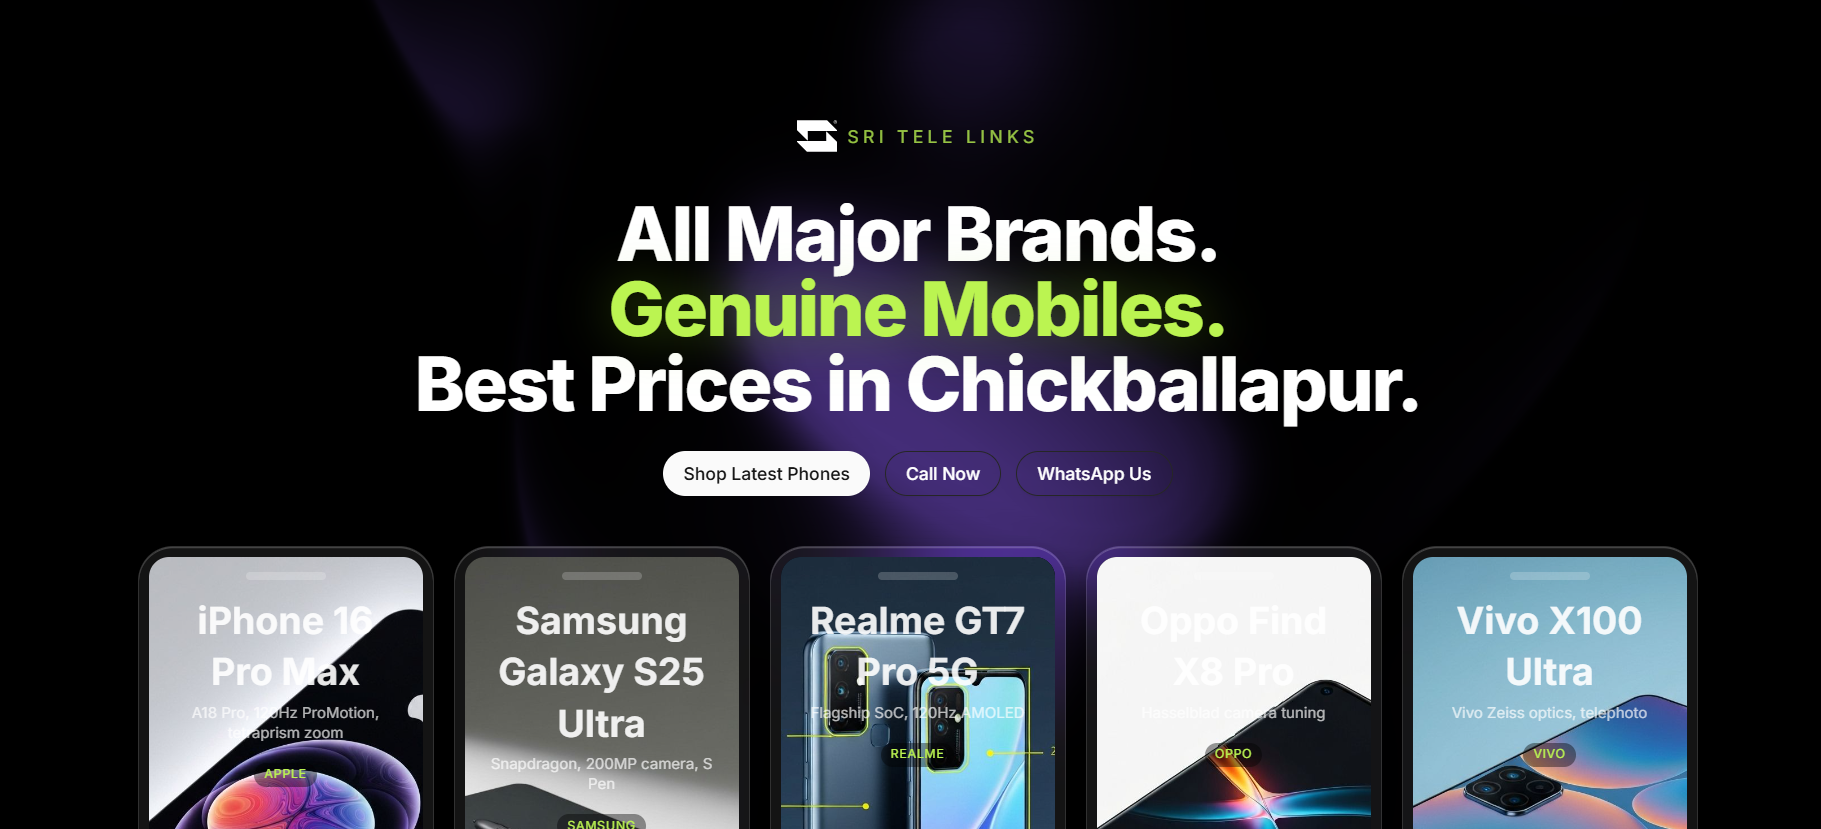 SRI TELE LINKS
All Major Brands.
Genuine Mobiles.
Best Prices in Chickballapur.
Shop Latest Phones
Call Now
WhatsApp Us
iPhone 16
Pro Max
A18 Pro, 120Hz ProMotion,
tetraprism zoom
APPLE
Samsung
Galaxy S25
Ultra
Snapdragon, 200MP camera, S
Pen
SAMSUNG
Realme GT7
Pro 5G
Flagship SoC, 120Hz AMOLED
REALME
Oppo Find
X8 Pro
Hasselblad camera tuning
OPPO
Vivo X100
Ultra
Vivo Zeiss optics, telephoto
VIVO